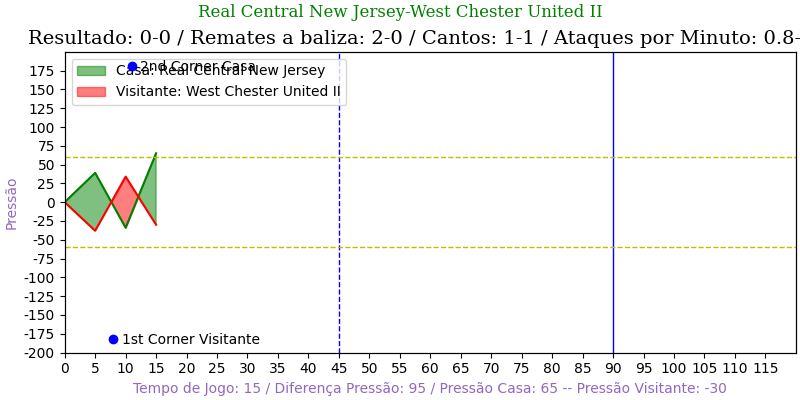 Real Central New Jersey-West Chester United II
Resultado: 0-0 / Remates a baliza: 2-0 / Cantos: 1-1 / Ataques por Minuto: 0.8-
Casa: Real Central New Jersey
2nd Corner Casa
Visitante: West Chester United II
Pressão
175
150
125
100
75
50
25
0
-25
-50
-75
-100
-125
-150
-175
-200
1st Corner Visitante
0 5 10 15 20 25 30 35 40 45 50 55 60 65 70 75 80 85 90 95 100 105 110 115
Tempo de Jogo: 15 / Diferença Pressão: 95 / Pressão Casa: 65 -- Pressão Visitante: -30